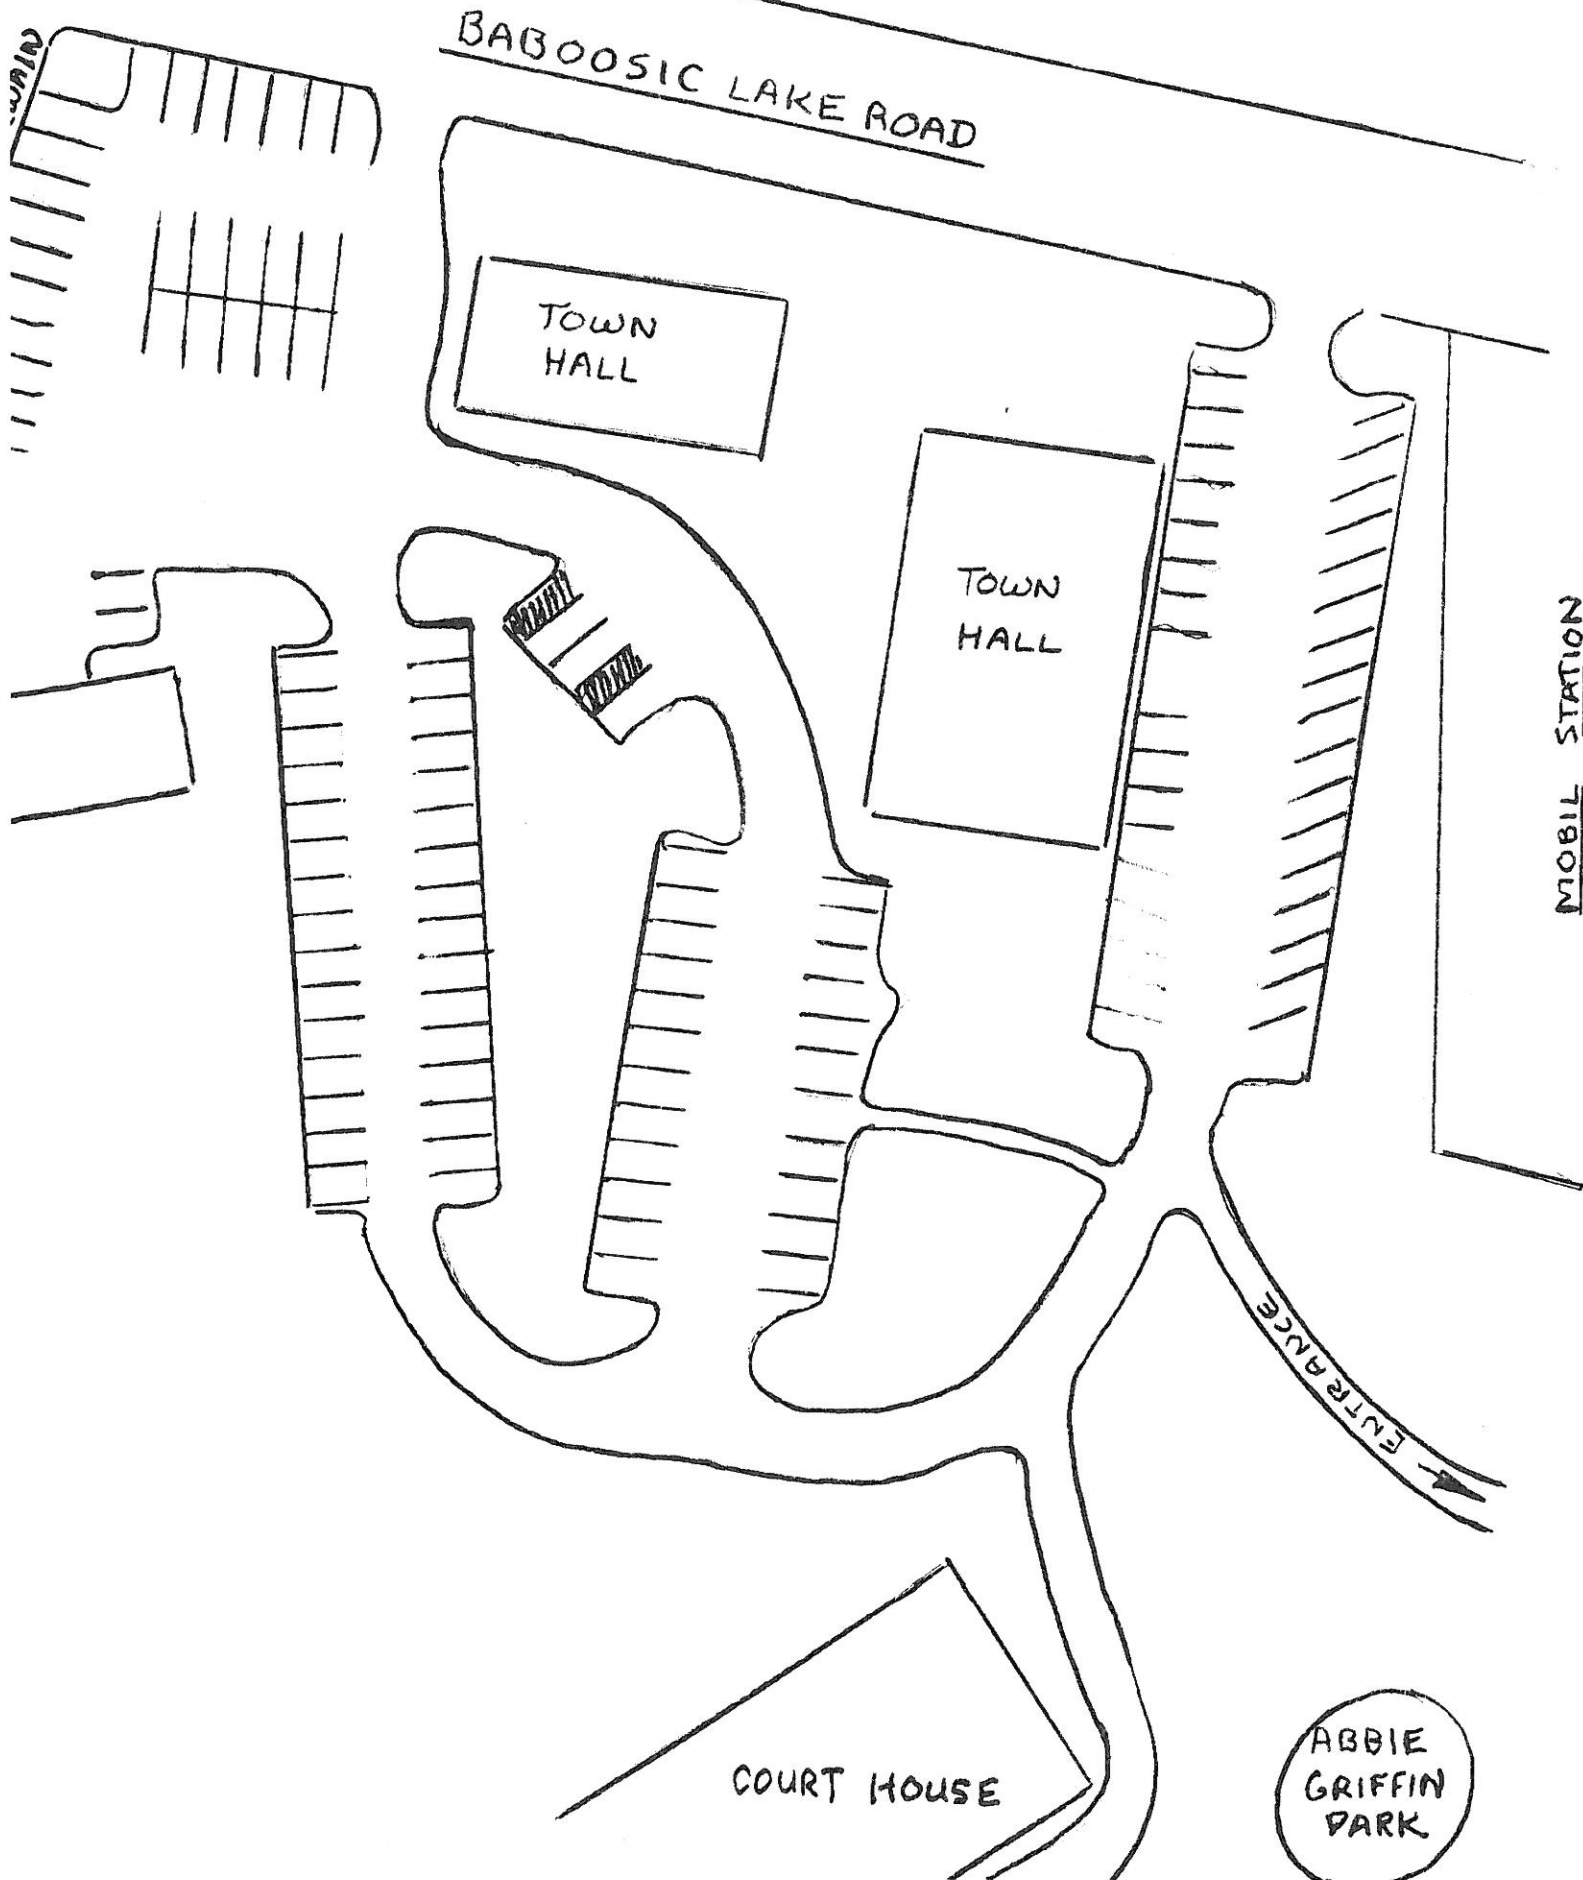 BABOOSIC LAKE ROAD
TOWN
HALL
TOWN
HALL
MOBIL STATION
ENTRANCE
COURT HOUSE
ABBIE
GRIFFIN
PARK